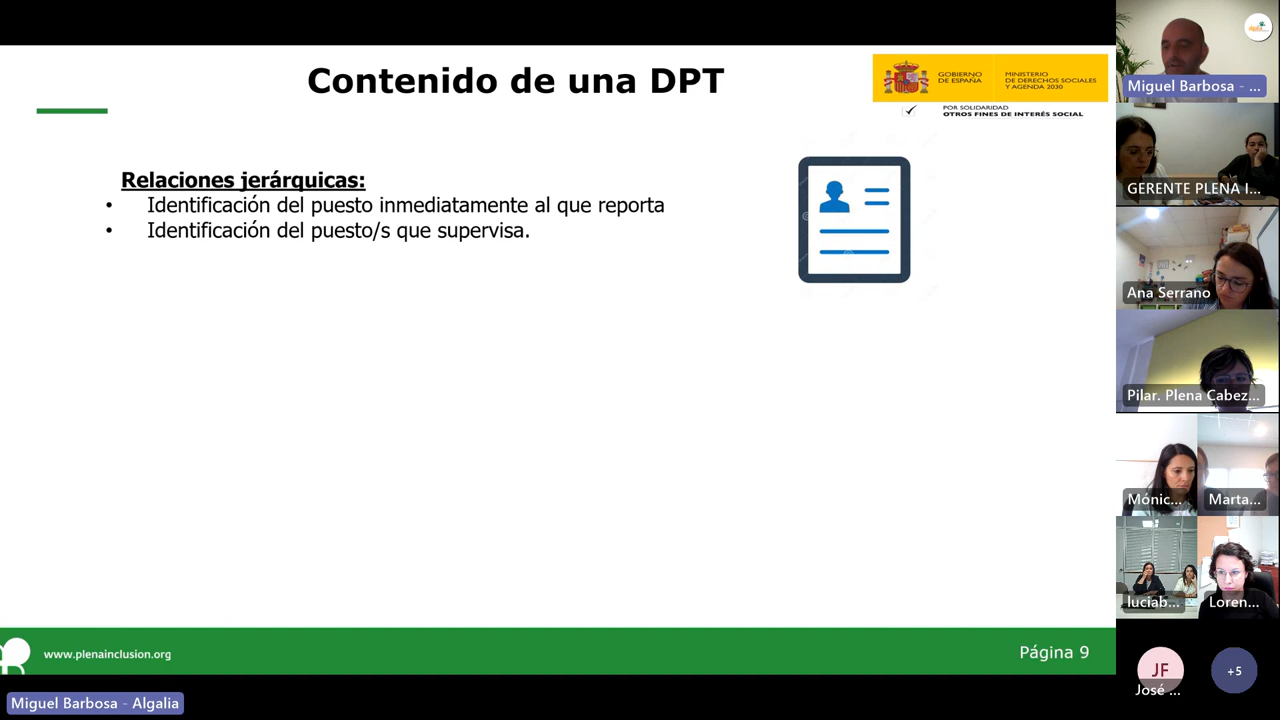 Contenido de una DPT
GOBIERNO
DE ESPAÑA
MINISTERIO
DE DERECHOS SOCIALES
Y AGENDA 2030
POR SOLIDARIDAD
OTROS FINES DE INTERÉS SOCIAL
Relaciones jerárquicas:
• Identificación del puesto inmediatamente al que reporta
• Identificación del puesto/s que supervisa.
www.plenainclusion.org
Página 9
Miguel Barbosa - Algalia
Miguel Barbosa - ...
GERENTE PLENA I...
Ana Serrano
Pilar. Plena Cabez...
Mónic...
Marta...
luciab...
Loren...
JF
José ...
+5